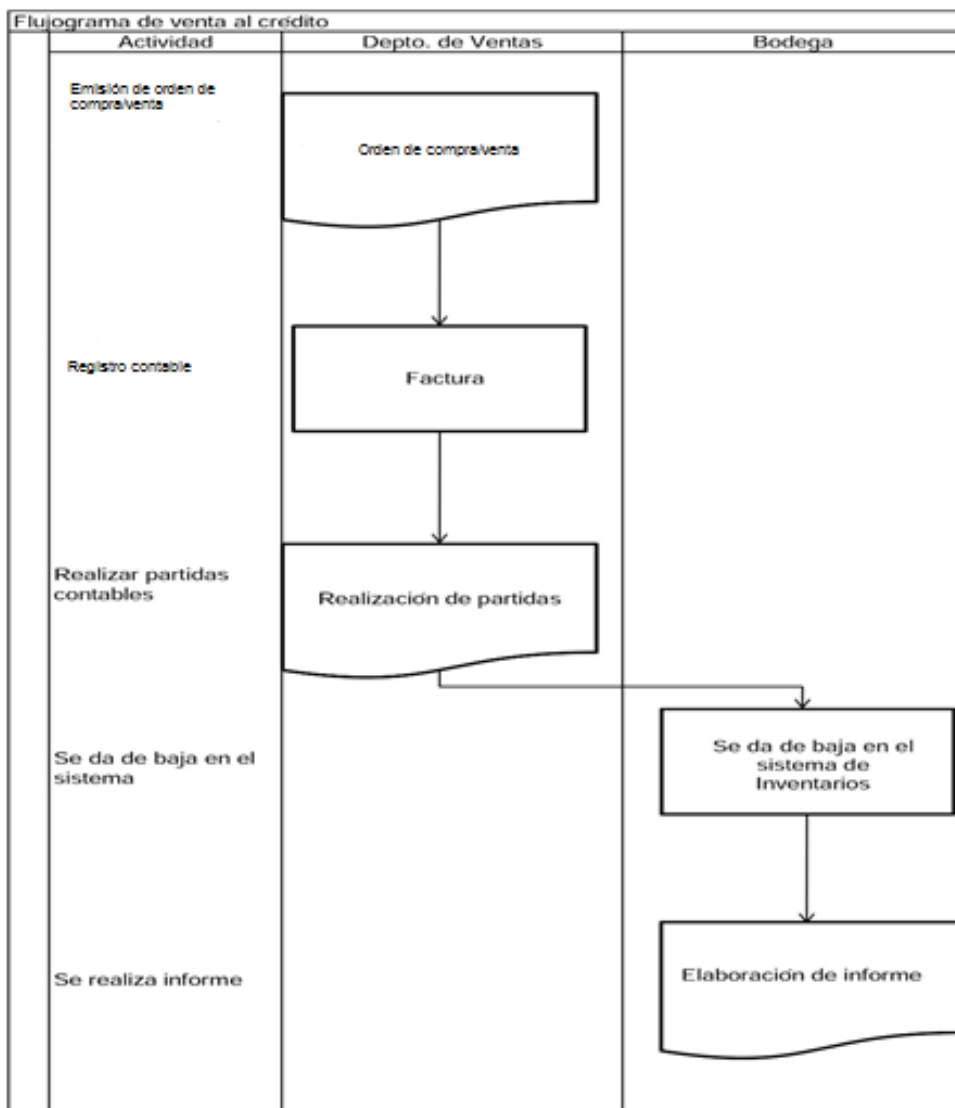 Flujograma de venta al crédito
Actividad
Depto. de Ventas
Bodega
Emisión de orden de
compra/venta
Orden de compra/venta
Registro contable
Factura
Realizar partidas
contables
Realización de partidas
Se da de baja en el
sistema
Se da de baja en el
sistema de
Inventarios
Se realiza informe
Elaboración de informe